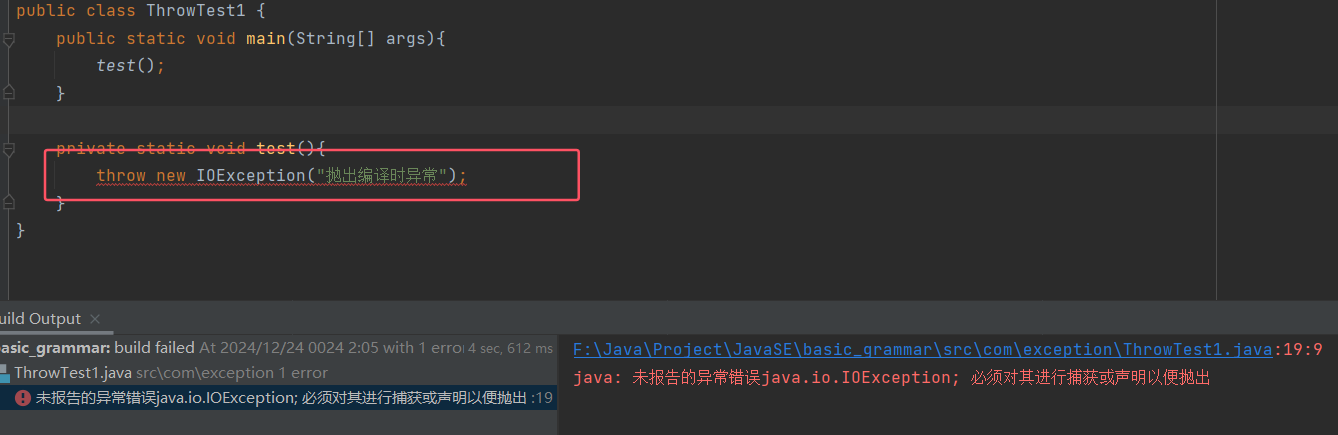 public class ThrowTest1 {
public static void main(String[] args){
test();
}
private static void test(){
throw new IOException("抛出编译时异常");
}
}
uild Output ×
asic_grammar: build failed At 2024/12/24 0024 2:05 with 1 erroı 4 sec, 612 ms
ThrowTest1.java src\com\exception 1 error
未报告的异常错误java.io.IOException; 必须对其进行捕获或声明以便抛出 :19
F:\Java\Project\JavaSE\basic_grammar\src\com\exception\ThrowTest1.java:19:9
java: 未报告的异常错误java.io.IOException; 必须对其进行捕获或声明以便抛出